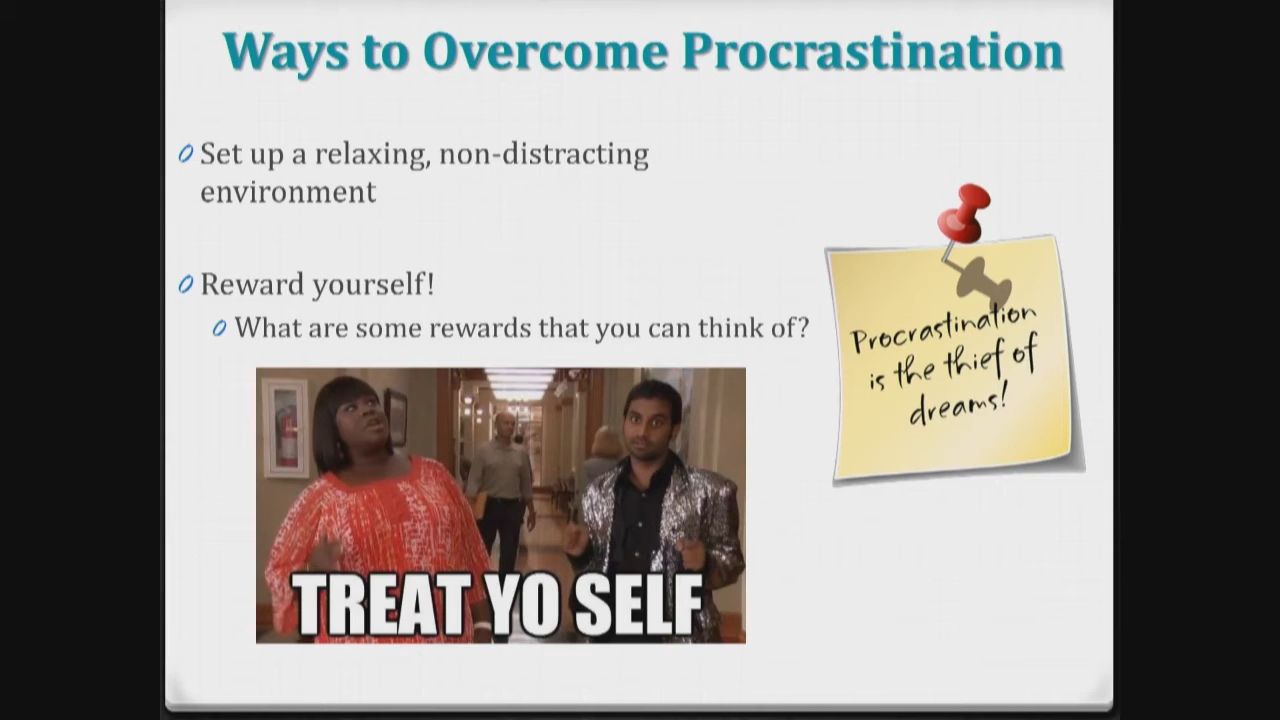 Ways to Overcome Procrastination
Set up a relaxing, non-distracting
environment
Reward yourself!
What are some rewards that you can think of?
Procrastination
is the thief of
dreams!
TREAT YO SELF